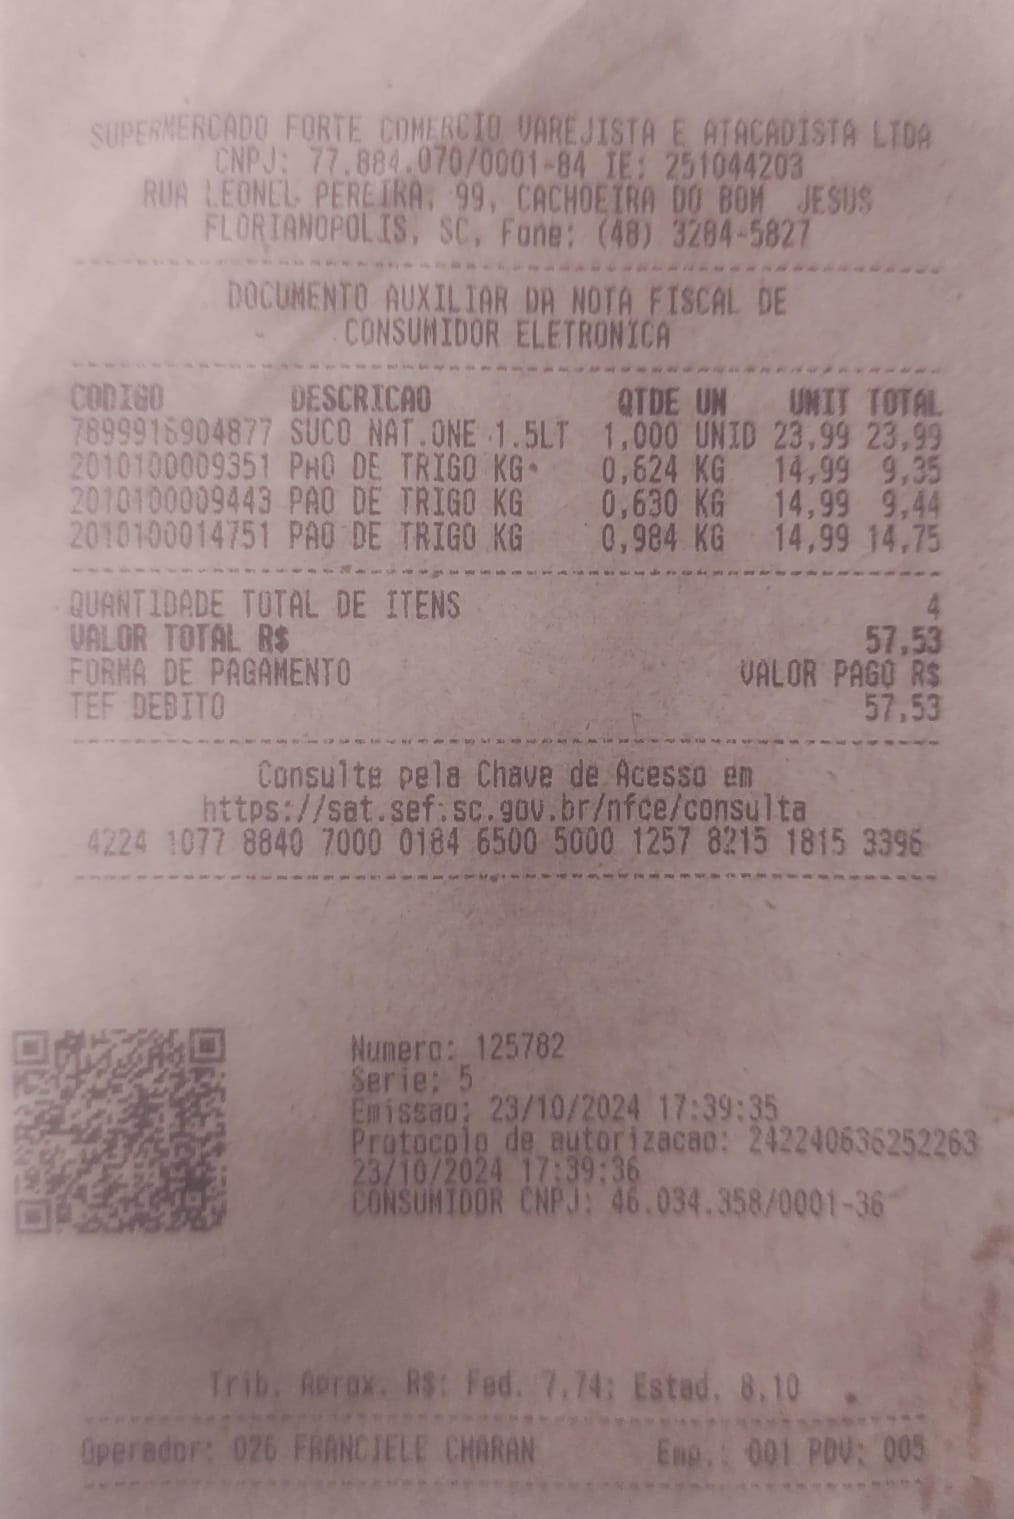 SUPERMERCADO FORTE COMERCIO VAREJISTA E ATACADISTA LTDA
CNPJ: 77.884.070/0001-84 IE: 251044203
RUA LEONEL PEREIRA, 99, CACHOEIRA DO BOM JESUS
FLORIANOPOLIS, SC, Fone: (48) 3284-5827
DOCUMENTO AUXILIAR DA NOTA FISCAL DE
CONSUMIDOR ELETRONICA
CODIGO DESCRICAO QTDE UN UNIT TOTAL
7899916904877 SUCO NAT.ONE 1.5LT 1,000 UNID 23,99 23,99
2010100009351 PAO DE TRIGO KG 0,624 KG 14,99 9,35
2010100009443 PAO DE TRIGO KG 0,630 KG 14,99 9,44
2010100014751 PAO DE TRIGO KG 0,984 KG 14,99 14,75
QUANTIDADE TOTAL DE ITENS 4
VALOR TOTAL R$ 57,53
FORMA DE PAGAMENTO VALOR PAGO R$
TEF DEBITO 57,53
Consulte pela Chave de Acesso em
https://sat.sef.sc.gov.br/nfce/consulta
4224 1077 8840 7000 0184 6500 5000 1257 8215 1815 3396
Numero: 125782
Serie: 5
Emissao: 23/10/2024 17:39:35
Protocolo de autorizacao: 242240636252263
23/10/2024 17:39:36
CONSUMIDOR CNPJ: 46.034.358/0001-36
Trib. Aprox. R$: Fed. 7,74; Estad. 8,10
Operador: 026 FRANCIELE CHARAN Emp.: 001 PDV: 005